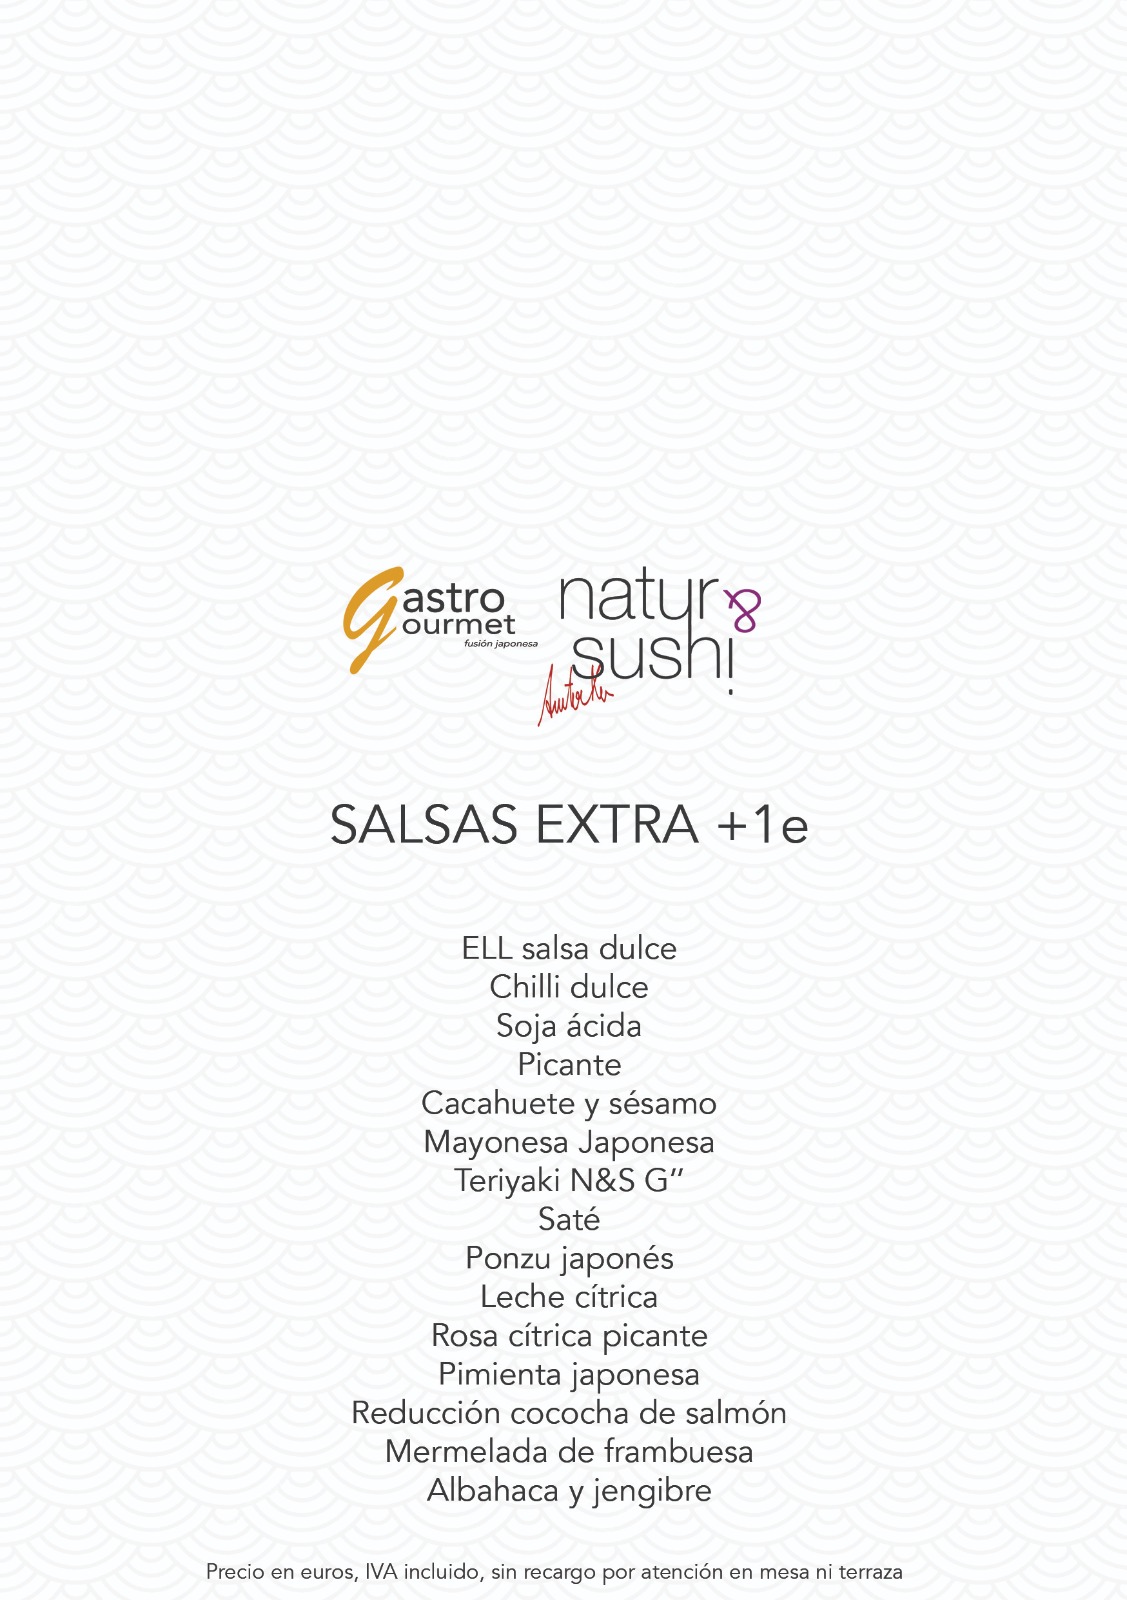 Gastro
Gourmet
fusión japonesa
natur &
sushi
SALSAS EXTRA +1e
ELL salsa dulce
Chilli dulce
Soja ácida
Picante
Cacahuete y sésamo
Mayonesa Japonesa
Teriyaki N&S G’’
Saté
Ponzu japonés
Leche cítrica
Rosa cítrica picante
Pimienta japonesa
Reducción cococha de salmón
Mermelada de frambuesa
Albahaca y jengibre
Precio en euros, IVA incluido, sin recargo por atención en mesa ni terraza